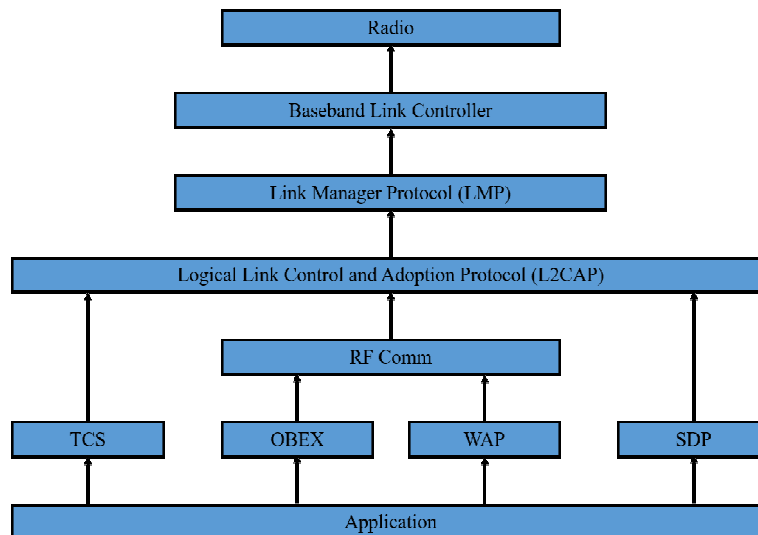 Radio
Baseband Link Controller
Link Manager Protocol (LMP)
Logical Link Control and Adoption Protocol (L2CAP)
RF Comm
TCS
OBEX
WAP
SDP
Application